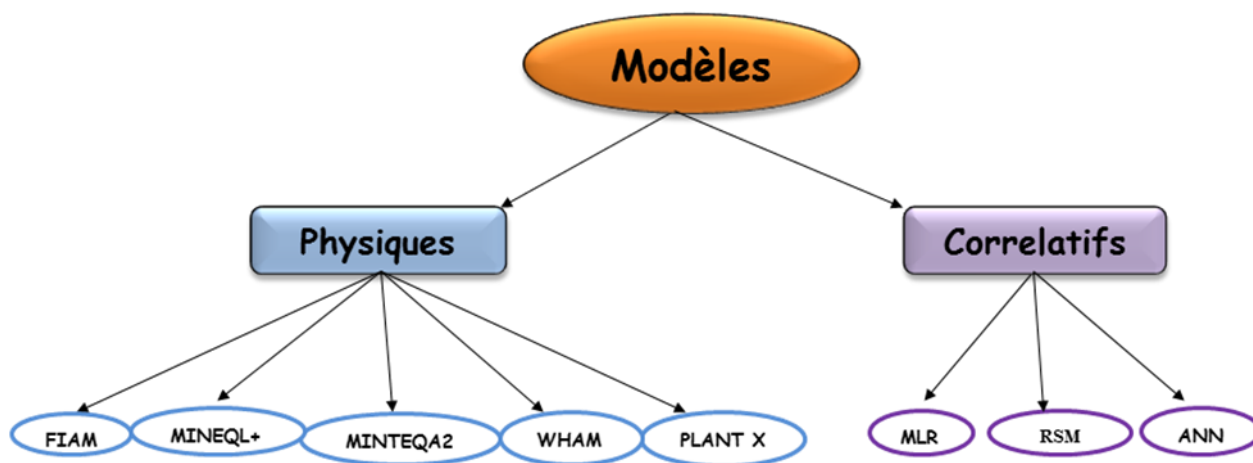 Modèles
Physiques
Correlatifs
FIAM
MINEQL+
MINTEQA2
WHAM
PLANT X
MLR
RSM
ANN